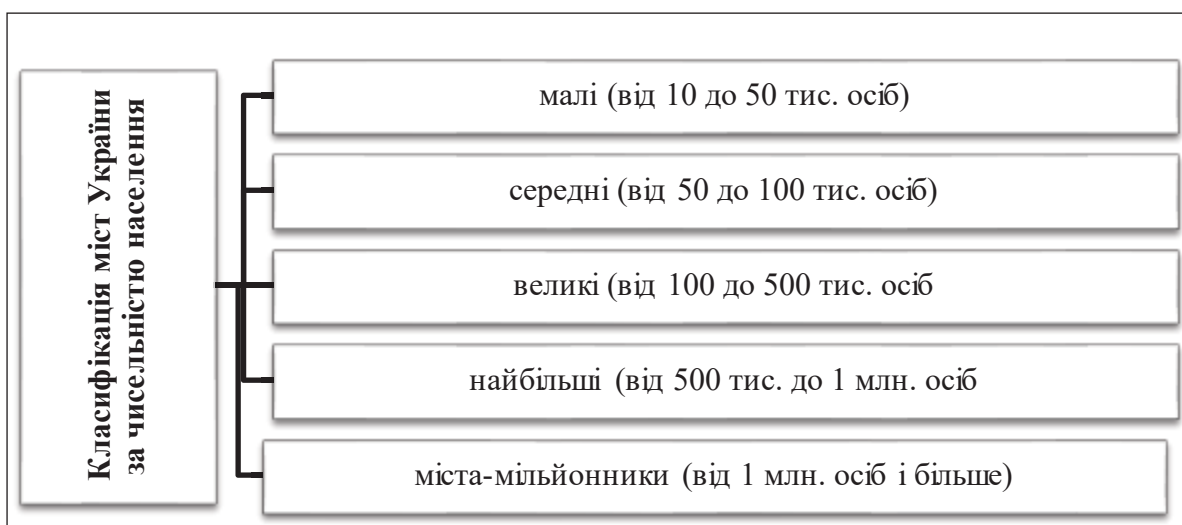 Класифікація міст України
за чисельністю населення
малі (від 10 до 50 тис. осіб)
середні (від 50 до 100 тис. осіб)
великі (від 100 до 500 тис. осіб
найбільші (від 500 тис. до 1 млн. осіб
міста-мільйонники (від 1 млн. осіб і більше)